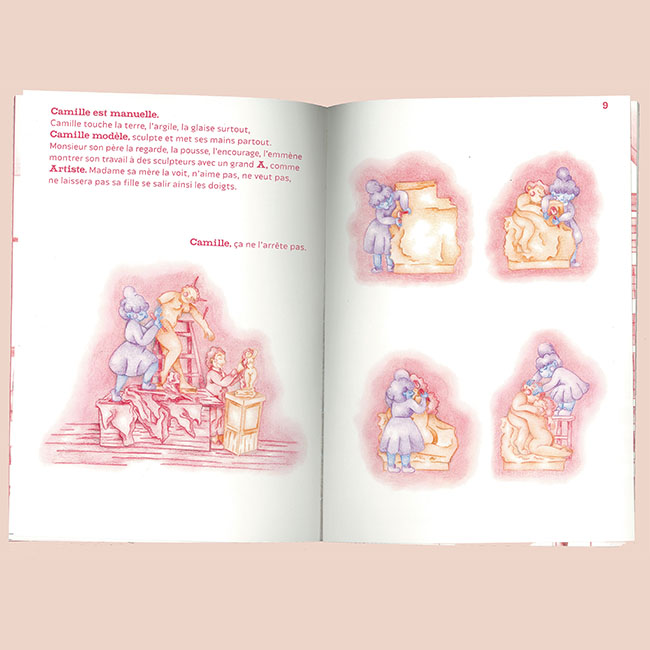 Camille est manuelle.
Camille touche la terre, l'argile, la glaise surtout,
Camille modèle, sculpte et met ses mains partout.
Monsieur son père la regarde, la pousse, l'encourage, l'emmène
montrer son travail à des sculpteurs avec un grand A, comme
Artiste. Madame sa mère la voit, n'aime pas, ne veut pas,
ne laissera pas sa fille se salir ainsi les doigts.
Camille, ça ne l'arrête pas.
9